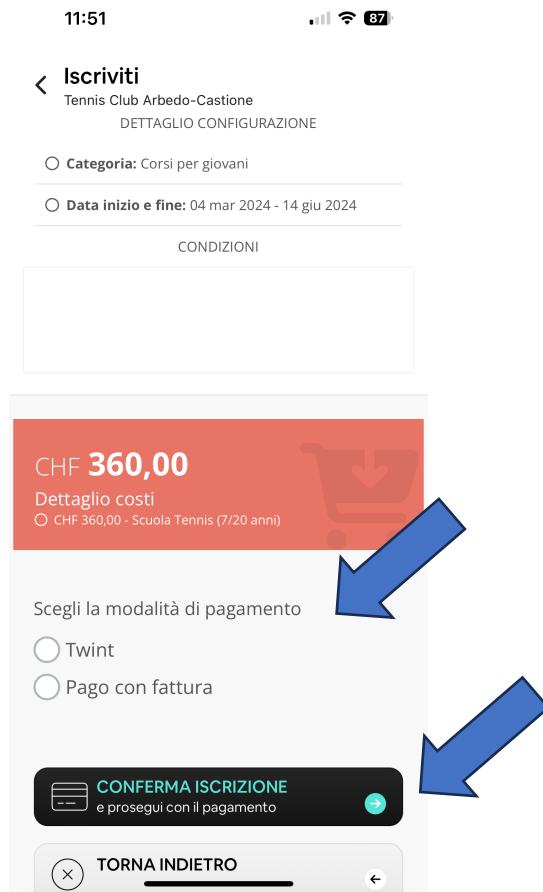 11:51
87
Iscriviti
Tennis Club Arbedo-Castione
DETTAGLIO CONFIGURAZIONE
Categoria: Corsi per giovani
Data inizio e fine: 04 mar 2024 - 14 giu 2024
CONDIZIONI
CHF 360,00
Dettaglio costi
CHF 360,00 - Scuola Tennis (7/20 anni)
Scegli la modalità di pagamento
Twint
Pago con fattura
CONFERMA ISCRIZIONE
e prosegui con il pagamento
TORNA INDIETRO